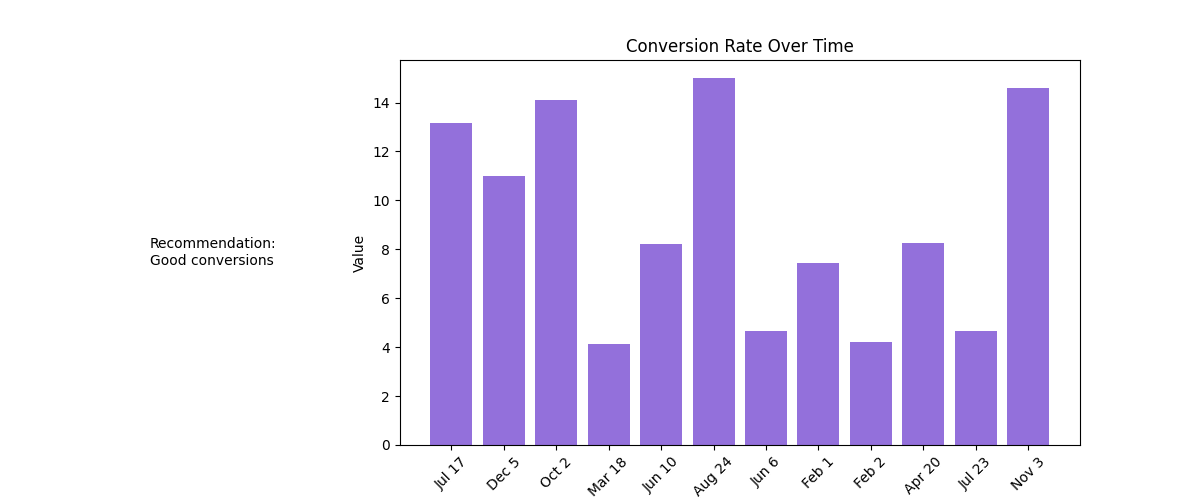 Conversion Rate Over Time
Recommendation:
Good conversions
Value
14
12
10
8
6
4
2
0
Jul 17
Dec 5
Oct 2
Mar 18
Jun 10
Aug 24
Jun 6
Feb 1
Feb 2
Apr 20
Jul 23
Nov 3